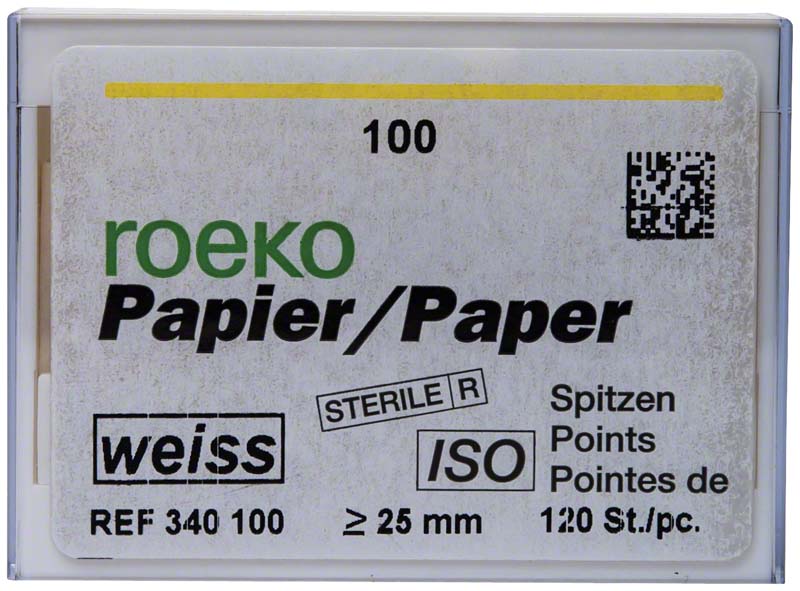 100
roeko
Papier/Paper
STERILE R
weiss
ISO
Spitzen
Points
Pointes de
REF 340 100
≥ 25 mm
120 St./pc.